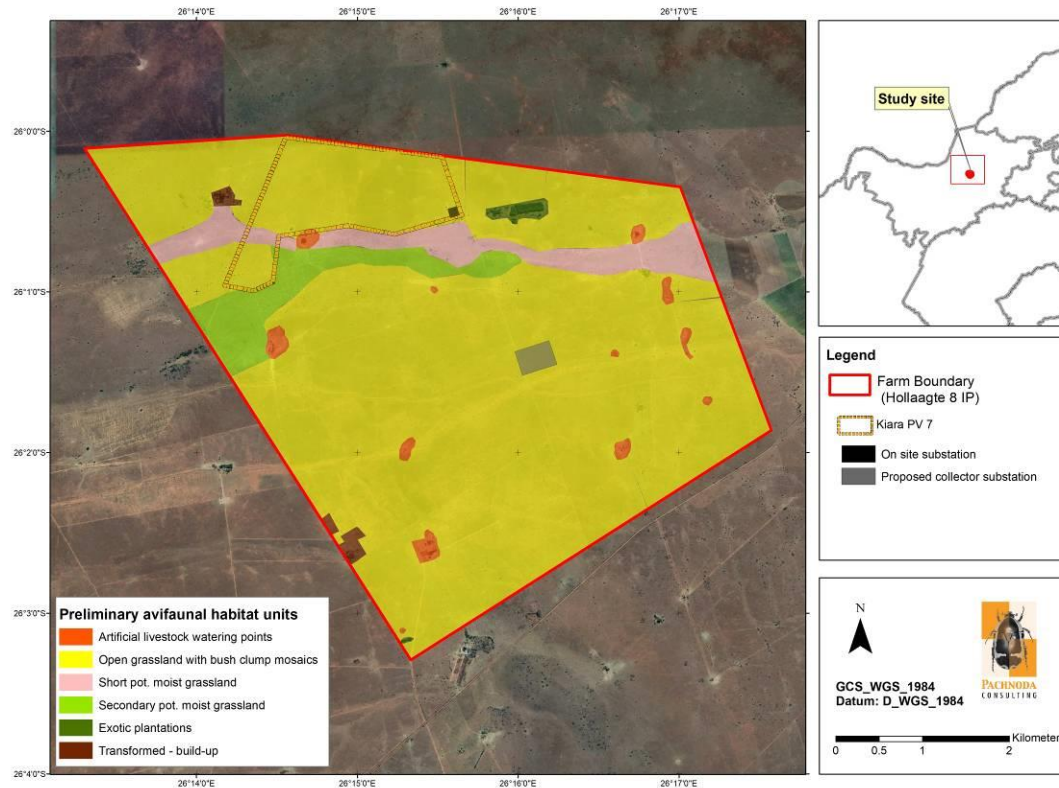 26°14'0"E
26°15'0"E
26°16'0"E
26°17'0"E
26°0'0"S
26°1'0"S
26°2'0"S
26°3'0"S
26°4'0"S
26°14'0"E
26°15'0"E
26°16'0"E
26°17'0"E
Preliminary avifaunal habitat units
Artificial livestock watering points
Open grassland with bush clump mosaics
Short pot. moist grassland
Secondary pot. moist grassland
Exotic plantations
Transformed - build-up
Study site
Legend
Farm Boundary
(Hollaagte 8 IP)
Kiara PV 7
On site substation
Proposed collector substation
N
PACHNODA
CONSULTING
GCS_WGS_1984
Datum: D_WGS_1984
Kilometer
0 0.5 1 2